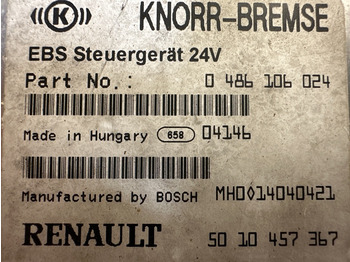 ((K)) KNORR-BREMSE
EBS Steuergerät 24V
Part No.: 0 486 106 024
Made in Hungary 658 04146
Manufactured by BOSCH MH0014040421
RENAULT 50 10 457 367